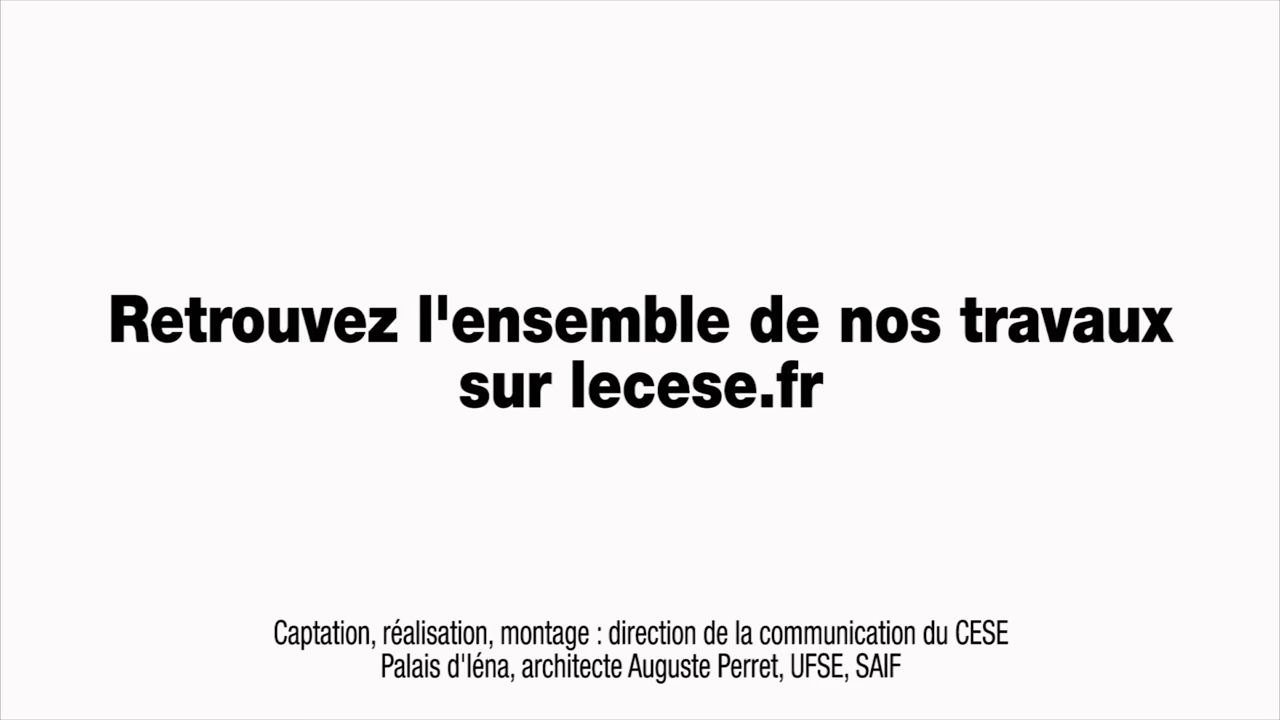 Retrouvez l'ensemble de nos travaux
sur lecese.fr
Captation, réalisation, montage : direction de la communication du CESE
Palais d'Iéna, architecte Auguste Perret, UFSE, SAIF